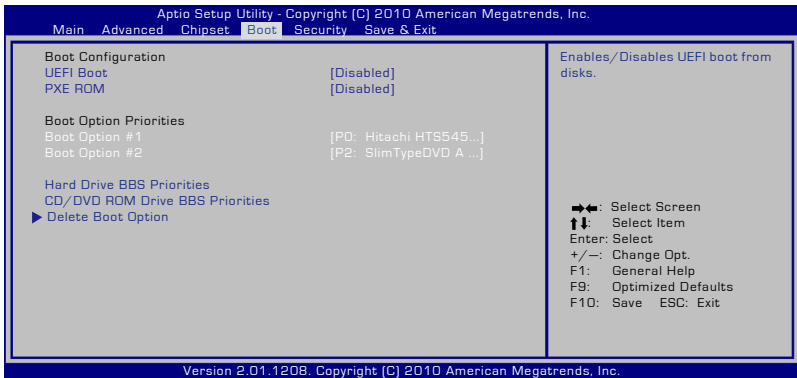 Aptio Setup Utility - Copyright (C) 2010 American Megatrends, Inc.
Main Advanced Chipset Boot Security Save & Exit
Boot Configuration
UEFI Boot [Disabled]
PXE ROM [Disabled]
Boot Option Priorities
Boot Option #1 [P0: Hitachi HTS545...]
Boot Option #2 [P2: SlimTypeDVD A ...]
Hard Drive BBS Priorities
CD/DVD ROM Drive BBS Priorities
Delete Boot Option
Enables/Disables UEFI boot from
disks.
→←: Select Screen
↑↓: Select Item
Enter: Select
+/—: Change Opt.
F1: General Help
F9: Optimized Defaults
F10: Save ESC: Exit
Version 2.01.1208. Copyright (C) 2010 American Megatrends, Inc.